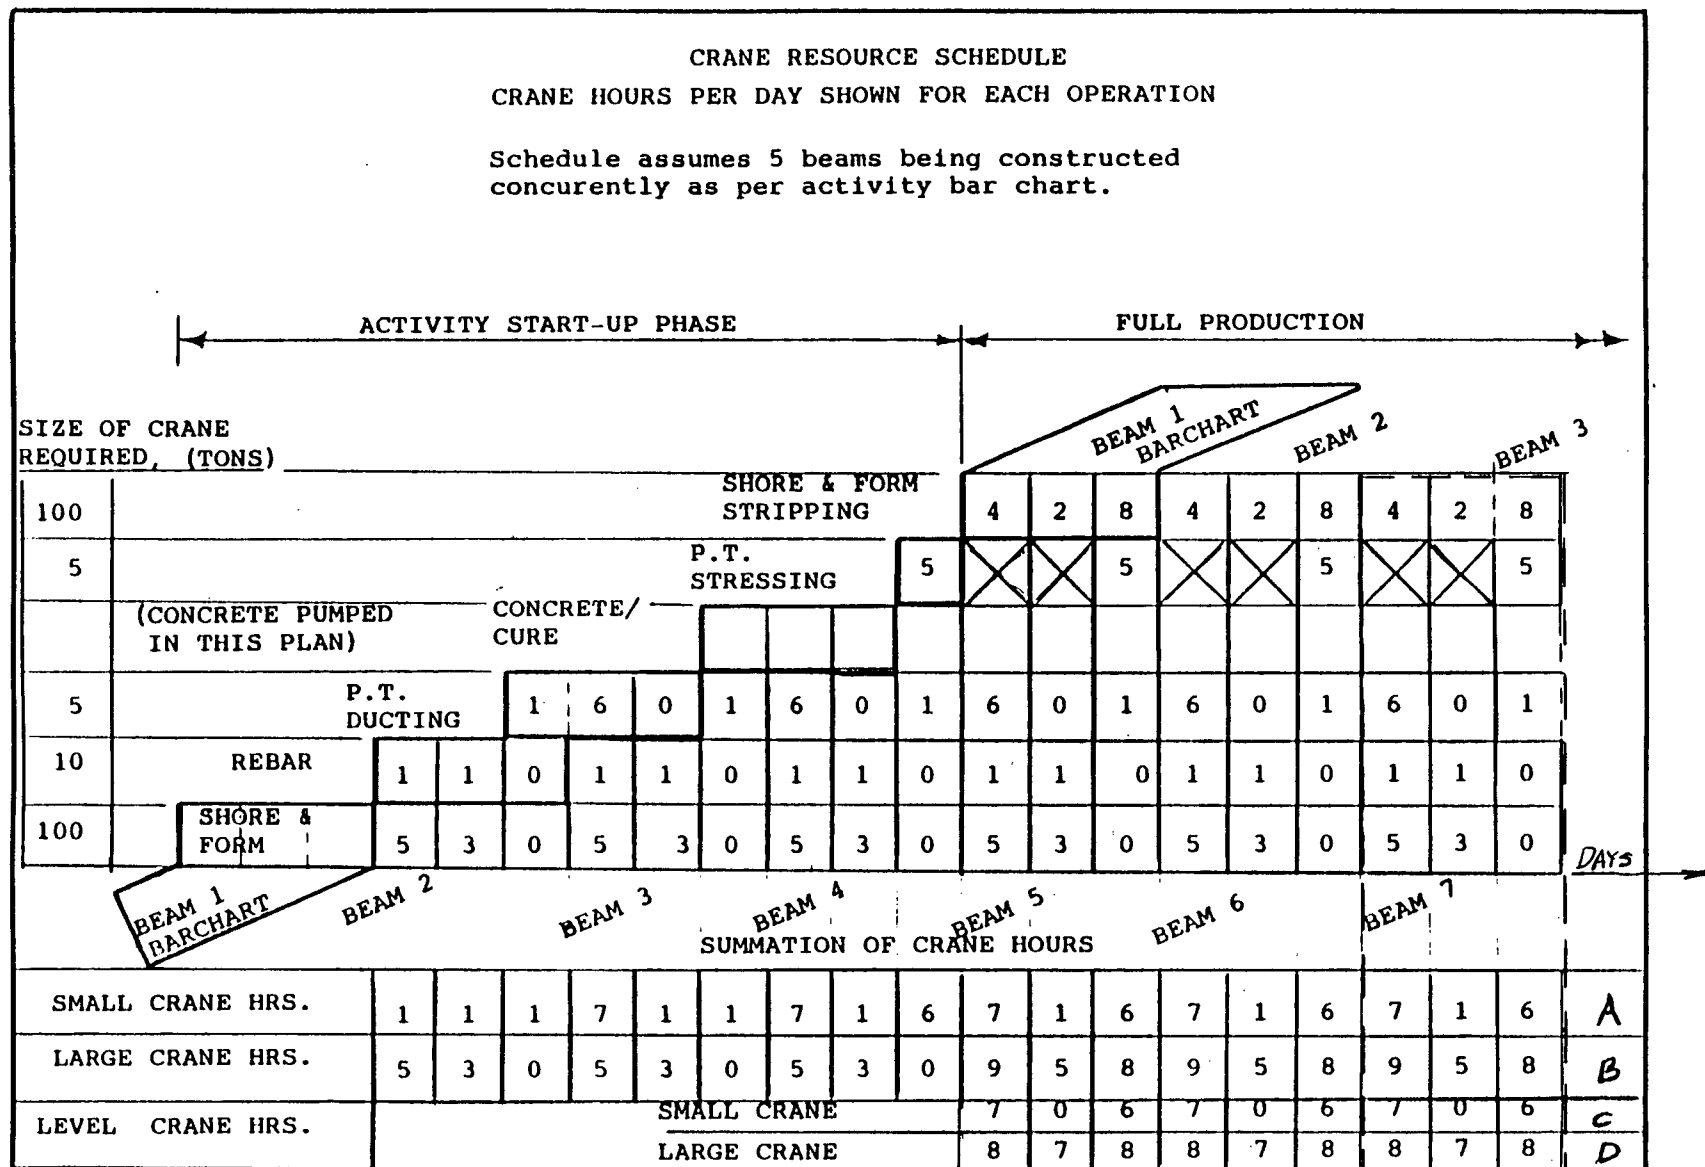 CRANE RESOURCE SCHEDULE
CRANE HOURS PER DAY SHOWN FOR EACH OPERATION
Schedule assumes 5 beams being constructed
concurently as per activity bar chart.
ACTIVITY START-UP PHASE
FULL PRODUCTION
SIZE OF CRANE
REQUIRED, (TONS)
BEAM 1
BARCHART
BEAM 2
BEAM 3
100 SHORE & FORM
STRIPPING 4 2 8 4 2 8 4 2 8
5 P.T.
STRESSING 5 5 5 5
(CONCRETE PUMPED
IN THIS PLAN)
CONCRETE/
CURE
5 P.T.
DUCTING 1 6 0 1 6 0 1 6 0 1 6 0 1 6 0 1
10 REBAR 1 1 0 1 1 0 1 1 0 1 1 0 1 1 0 1 1 0
100 SHORE &
FORM 5 3 0 5 3 0 5 3 0 5 3 0 5 3 0 5 3 0
DAYS
BEAM 1
BARCHART
BEAM 2
BEAM 3
BEAM 4
BEAM 5
BEAM 6
BEAM 7
SUMMATION OF CRANE HOURS
SMALL CRANE HRS. 1 1 1 7 1 1 7 1 6 7 1 6 7 1 6 7 1 6 A
LARGE CRANE HRS. 5 3 0 5 3 0 5 3 0 9 5 8 9 5 8 9 5 8 B
LEVEL CRANE HRS.
SMALL CRANE 7 0 6 7 0 6 7 0 6 C
LARGE CRANE 8 7 8 8 7 8 8 7 8 D